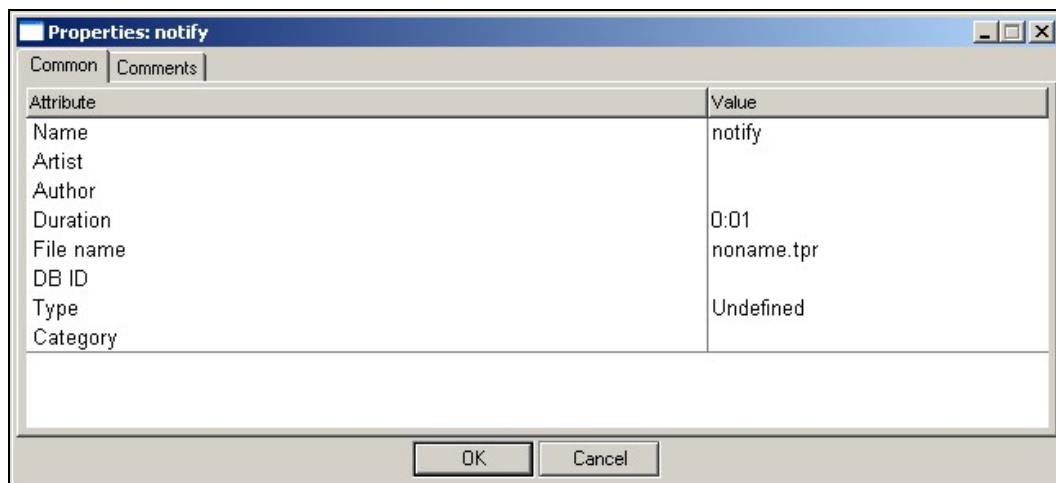 Properties: notify
Common Comments
Attribute Value
Name notify
Artist
Author
Duration 0:01
File name noname.tpr
DB ID
Type Undefined
Category
OK Cancel